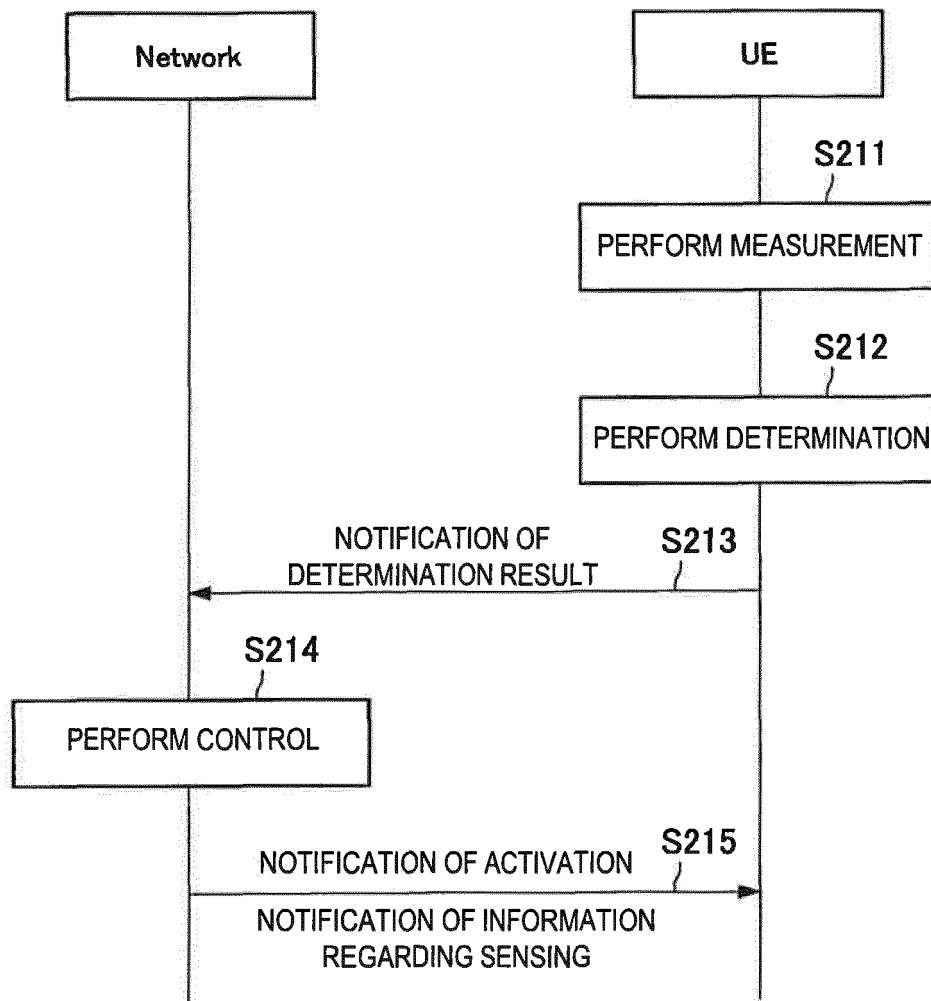 Network
UE
S211
PERFORM MEASUREMENT
S212
PERFORM DETERMINATION
NOTIFICATION OF
DETERMINATION RESULT
S213
S214
PERFORM CONTROL
S215
NOTIFICATION OF ACTIVATION
NOTIFICATION OF INFORMATION
REGARDING SENSING